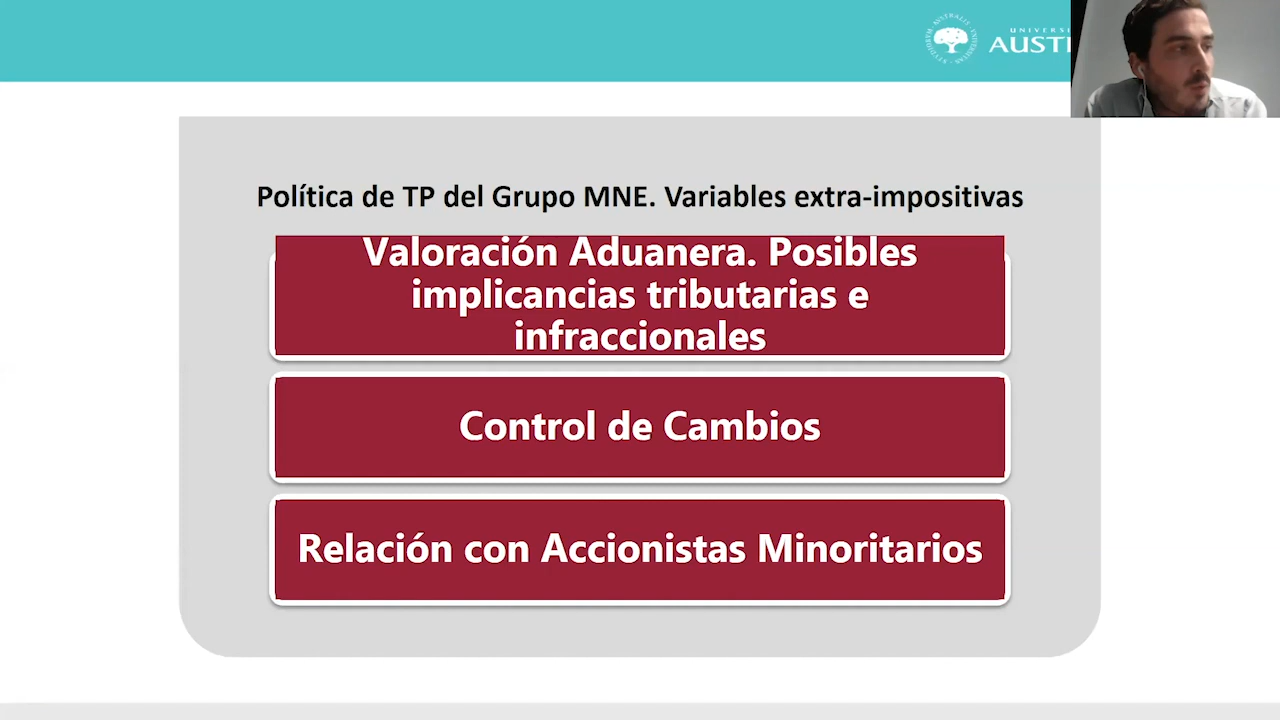 Política de TP del Grupo MNE. Variables extra-impositivas
Valoración Aduanera. Posibles
implicancias tributarias e
infraccionales
Control de Cambios
Relación con Accionistas Minoritarios